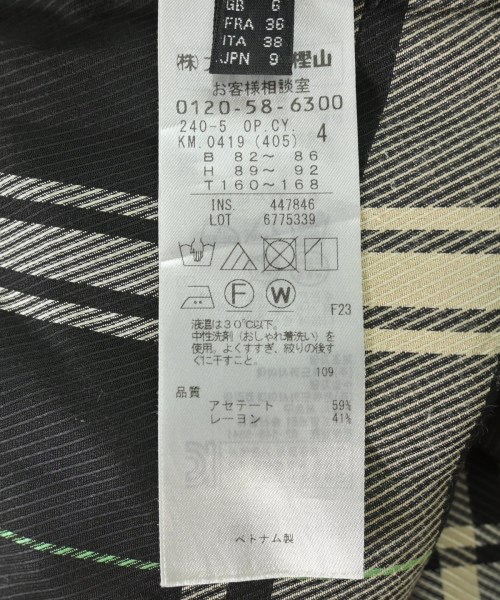 GB 6
FRA 36
ITA 38
JPN 9
(株) 樫山
お客様相談室
0120-58-6300
240-5 OP.CY.
KM.0419 (405) 4
B 82～ 86
H 89～ 92
T 160～168
INS. 447846
LOT 6775339
F W
F23
液温は30℃以下。
中性洗剤(おしゃれ着洗い)を
使用。よくすすぎ、絞りの後す
ぐに干すこと。
109
品質
アセテート 59%
レーヨン 41%
ベトナム製